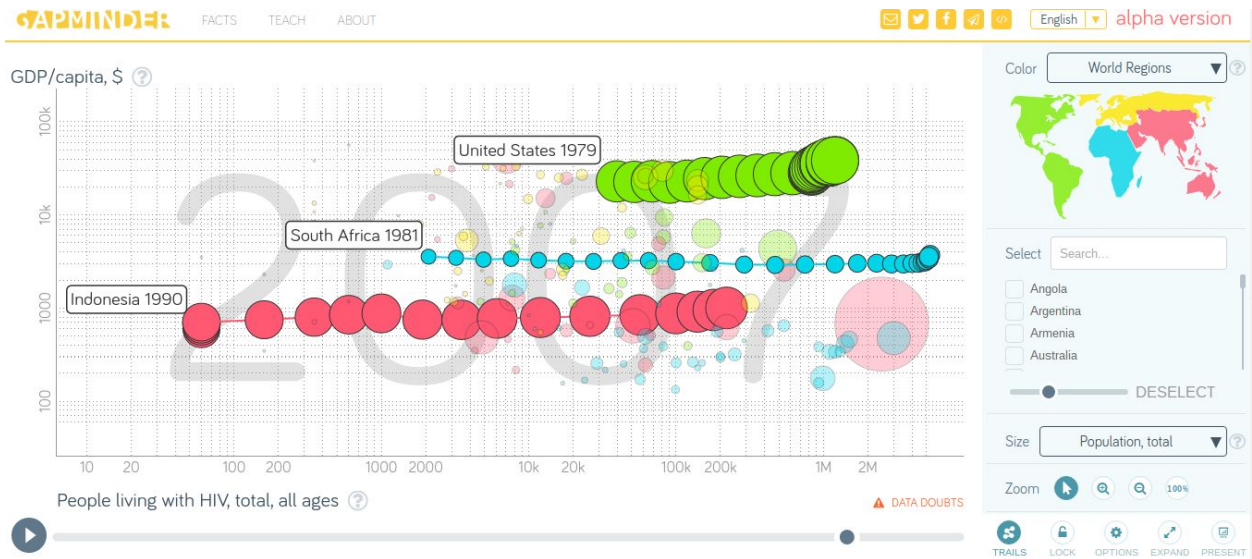 GAPMINDER FACTS TEACH ABOUT English ▼ alpha version
GDP/capita, $ ?
Color World Regions ▼ ?
100k
10k
1000
100
2007
United States 1979
South Africa 1981
Indonesia 1990
Select Search...
Angola
Argentina
Armenia
Australia
DESELECT
Size Population, total ▼ ?
10 20 100 200 1000 2000 10k 20k 100k 200k 1M 2M
Zoom 100%
People living with HIV, total, all ages ?
DATA DOUBTS
TRAILS LOCK OPTIONS EXPAND PRESENT